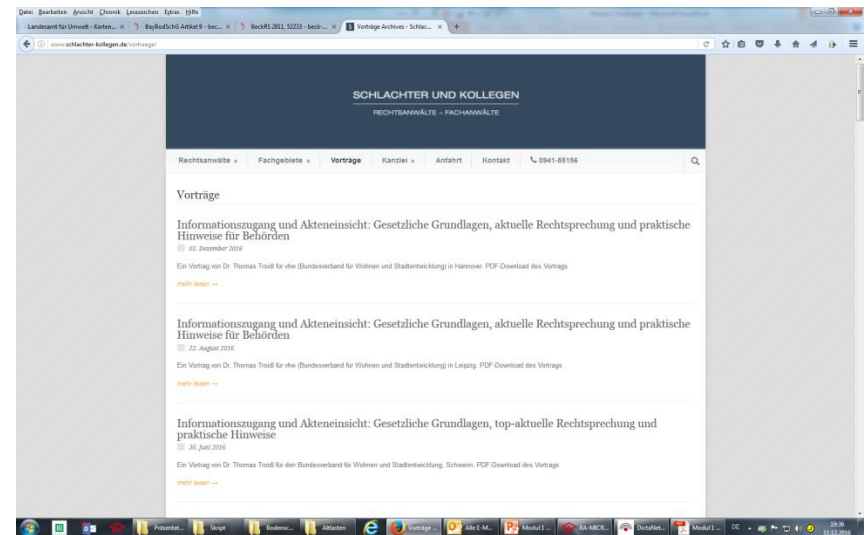 Datei Bearbeiten Ansicht Chronik Lesezeichen Extras Hilfe
Landesamt für Umwelt - Karten... × BayBodSchG Artikel 9 - bec... × BeckRS 2011, 52233 - beck-... × Vorträge Archives - Schlac... × +
www.schlachter-kollegen.de/vortraege/
SCHLACHTER UND KOLLEGEN
RECHTSANWÄLTE – FACHANWÄLTE
Rechtsanwälte » Fachgebiete » Vorträge Kanzlei » Anfahrt Kontakt 0941-55156
Vorträge
Informationszugang und Akteneinsicht: Gesetzliche Grundlagen, aktuelle Rechtsprechung und praktische
Hinweise für Behörden
01. Dezember 2016
Ein Vortrag von Dr. Thomas Troidl für vhw (Bundesverband für Wohnen und Stadtentwicklung) in Hannover. PDF-Download des Vortrags
mehr lesen →
Informationszugang und Akteneinsicht: Gesetzliche Grundlagen, aktuelle Rechtsprechung und praktische
Hinweise für Behörden
22. August 2016
Ein Vortrag von Dr. Thomas Troidl für vhw (Bundesverband für Wohnen und Stadtentwicklung) in Leipzig. PDF-Download des Vortrags
mehr lesen →
Informationszugang und Akteneinsicht: Gesetzliche Grundlagen, top-aktuelle Rechtsprechung und
praktische Hinweise
30. Juni 2016
Ein Vortrag von Dr. Thomas Troidl für den Bundesverband für Wohnen und Stadtentwicklung, Schwerin. PDF-Download des Vortrags
mehr lesen →
Präsentat... Skript Bodensc... Altlasten Vorträge ... Alle E-M... Modul 1 ... RA-MICR... DictaNet... Modul 1 ... DE 19:36
11.12.2016